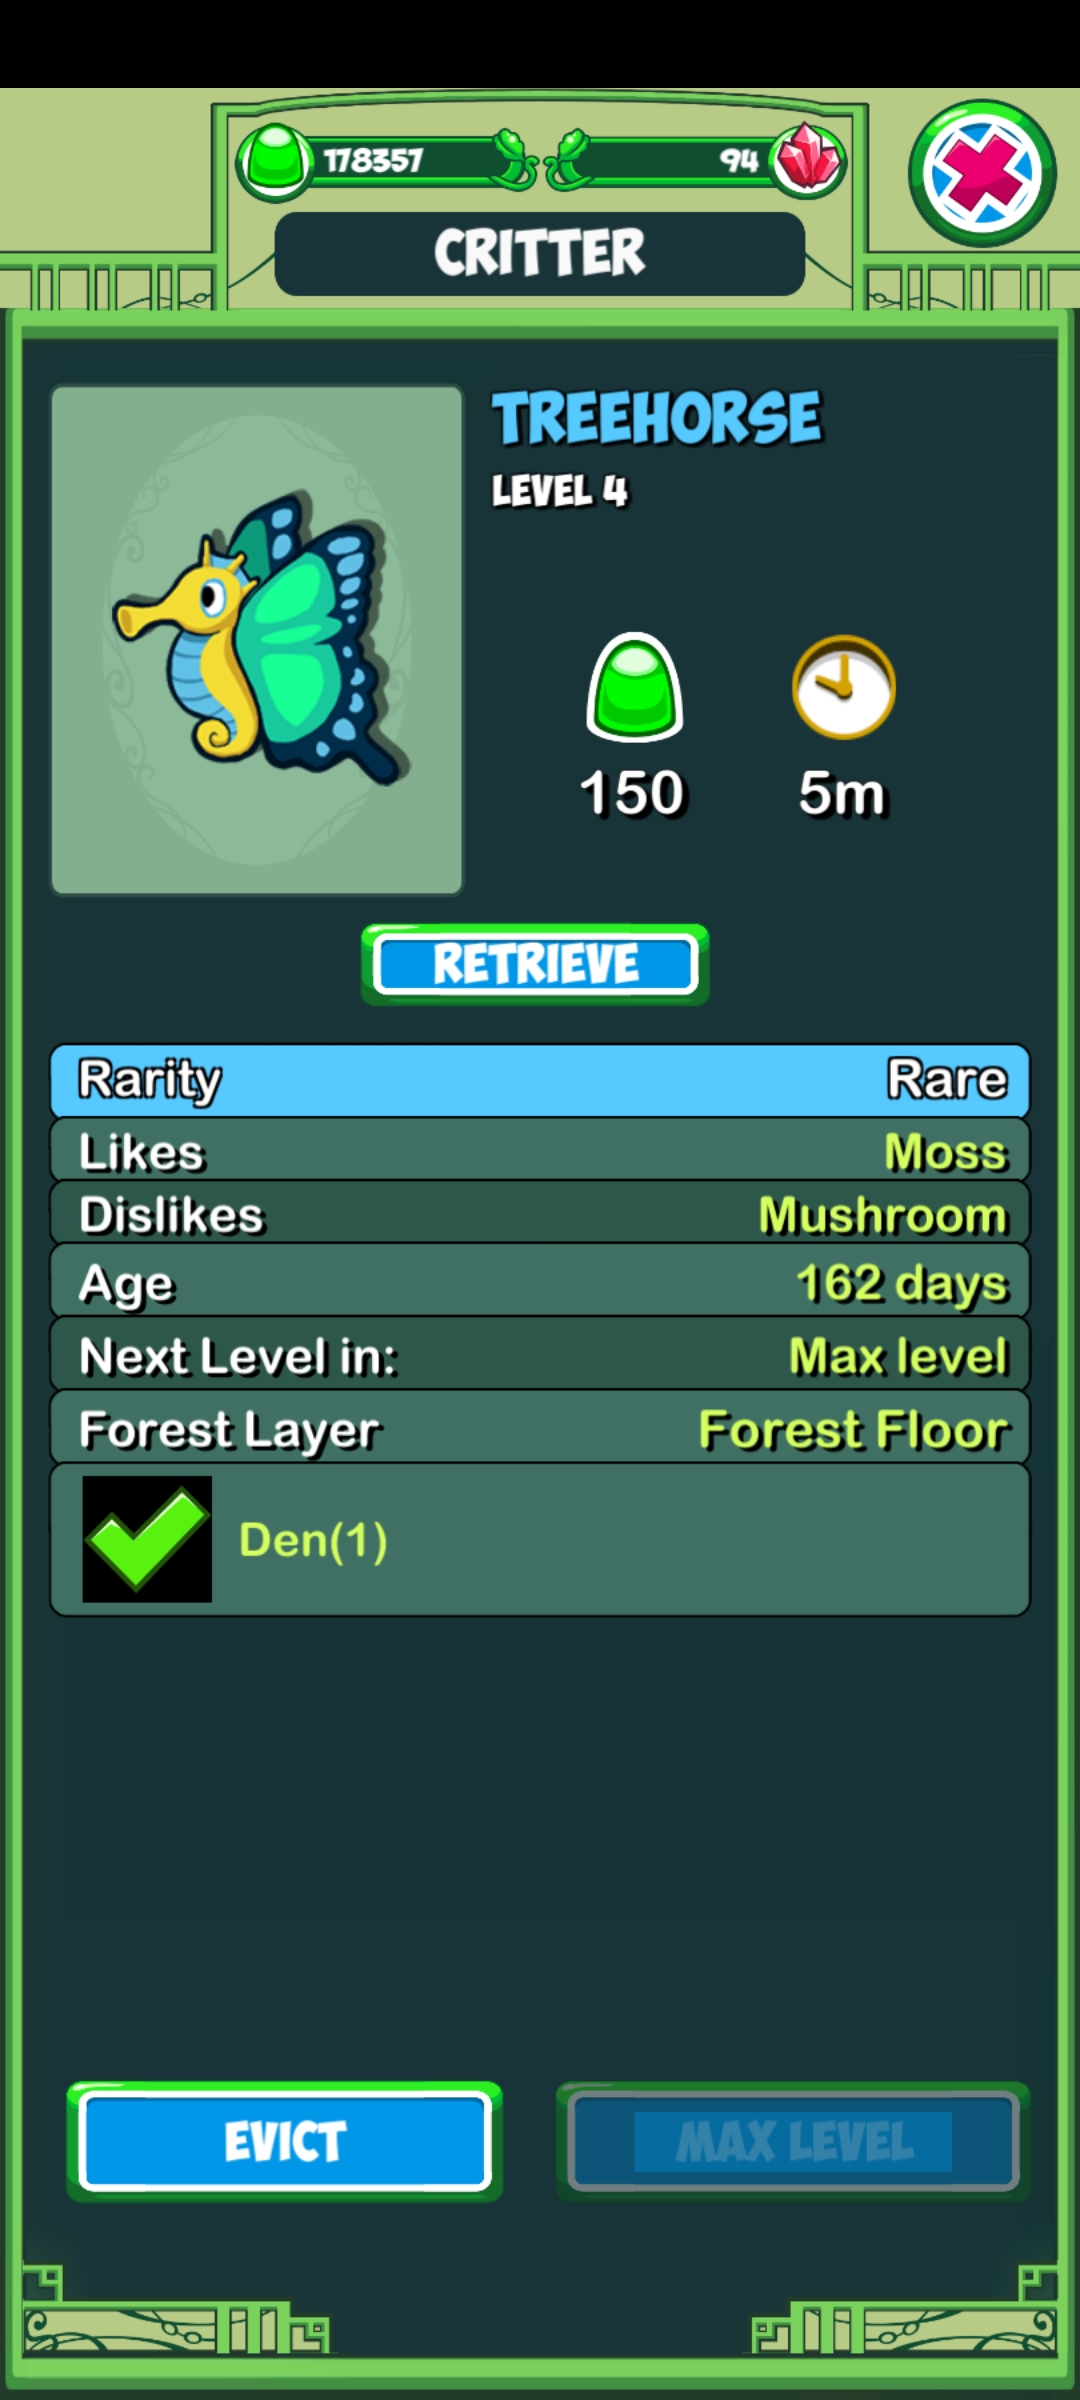 178357 94
CRITTER
TREEHORSE
LEVEL 4
150 5m
RETRIEVE
Rarity Rare
Likes Moss
Dislikes Mushroom
Age 162 days
Next Level in: Max level
Forest Layer Forest Floor
Den(1)
EVICT MAX LEVEL